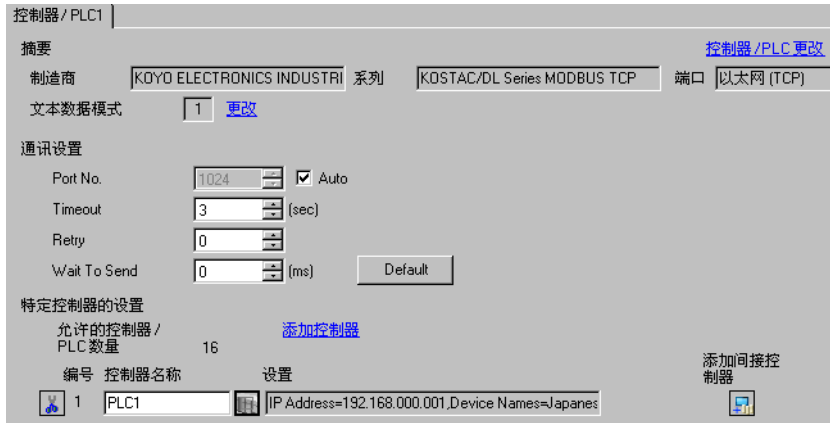 控制器/PLC1
摘要 控制器/PLC更改
制造商 KOYO ELECTRONICS INDUSTRI 系列 KOSTAC/DL Series MODBUS TCP 端口 以太网 (TCP)
文本数据模式 1 更改
通讯设置
Port No. 1024 Auto
Timeout 3 (sec)
Retry 0
Wait To Send 0 (ms) Default
特定控制器的设置
允许的控制器/ 添加控制器
PLC数量 16
添加间接控
编号 控制器名称 设置 制器
1 PLC1 IP Address=192.168.000.001,Device Names=Japanes